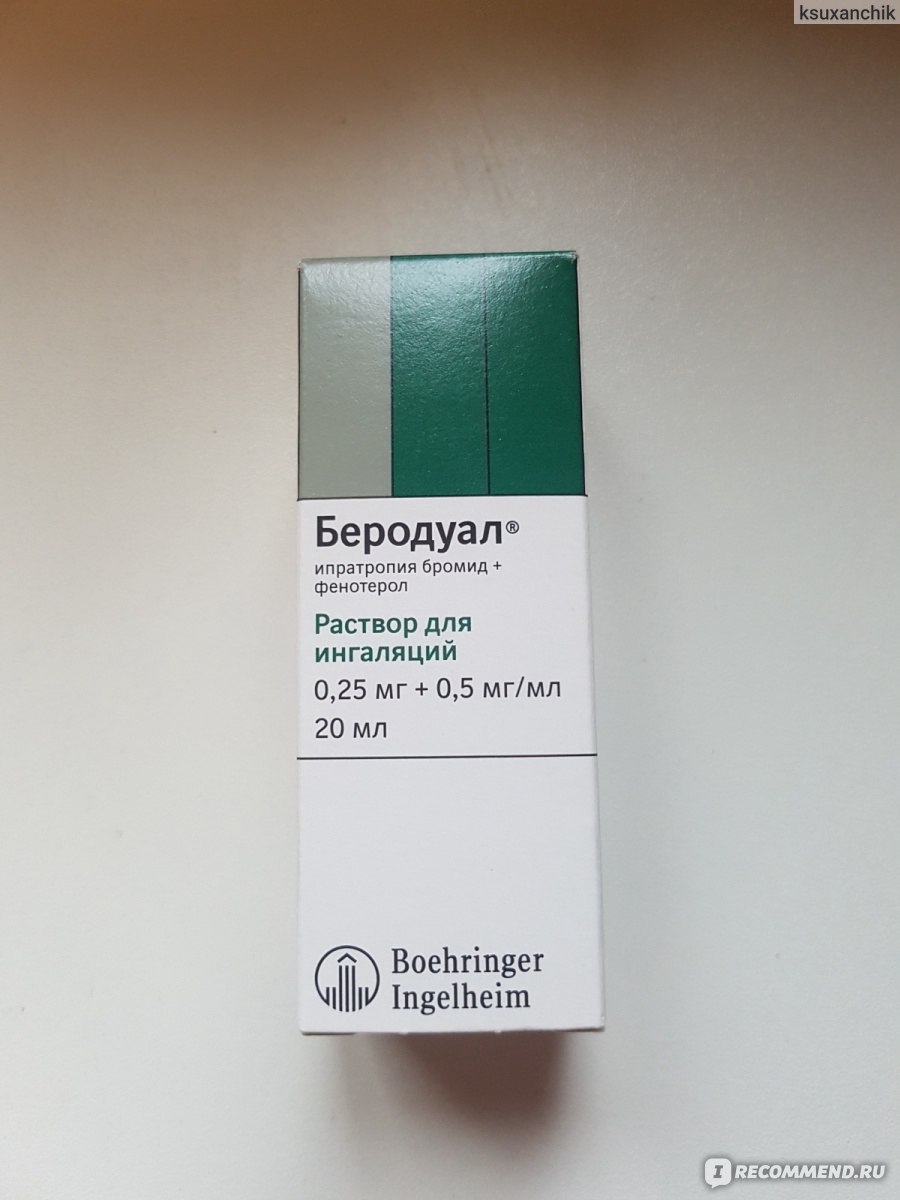 ksuxanchik
Беродуал®
ипратропия бромид +
фенотерол
Раствор для
ингаляций
0,25 мг + 0,5 мг/мл
20 мл
Boehringer
Ingelheim
IRECOMMEND.RU